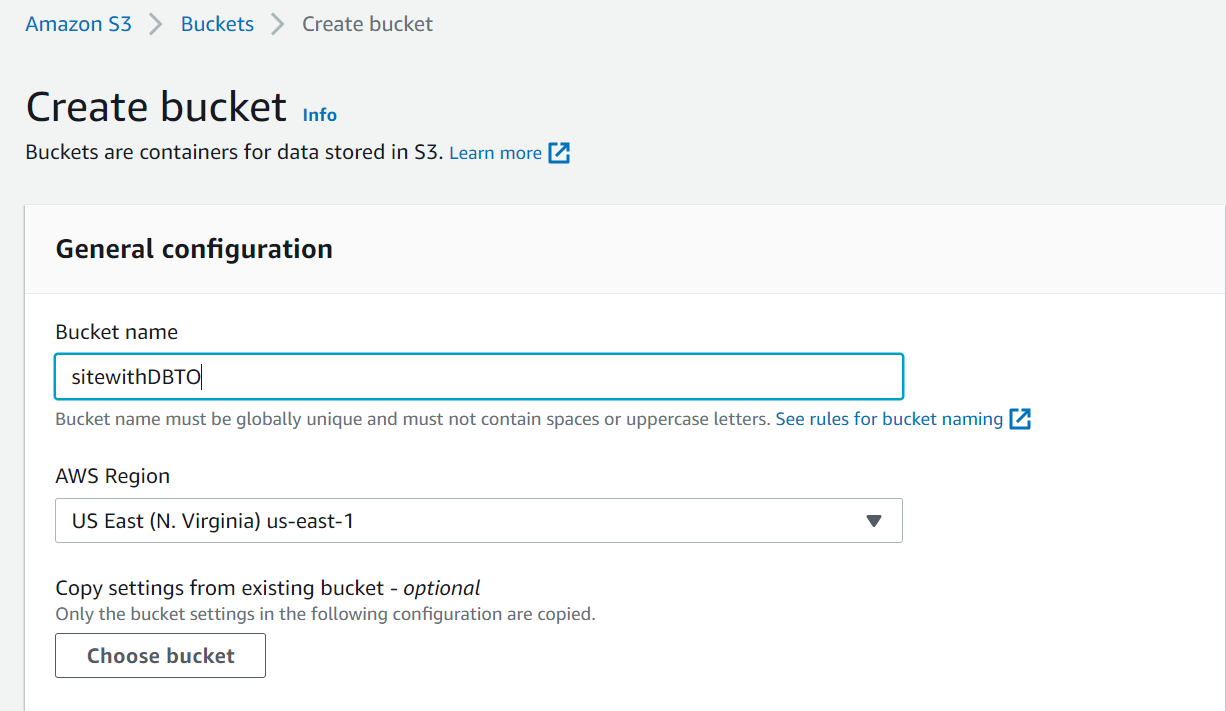 Amazon S3 > Buckets > Create bucket
Create bucket Info
Buckets are containers for data stored in S3. Learn more
General configuration
Bucket name
sitewithDBTO
Bucket name must be globally unique and must not contain spaces or uppercase letters. See rules for bucket naming
AWS Region
US East (N. Virginia) us-east-1
Copy settings from existing bucket - optional
Only the bucket settings in the following configuration are copied.
Choose bucket